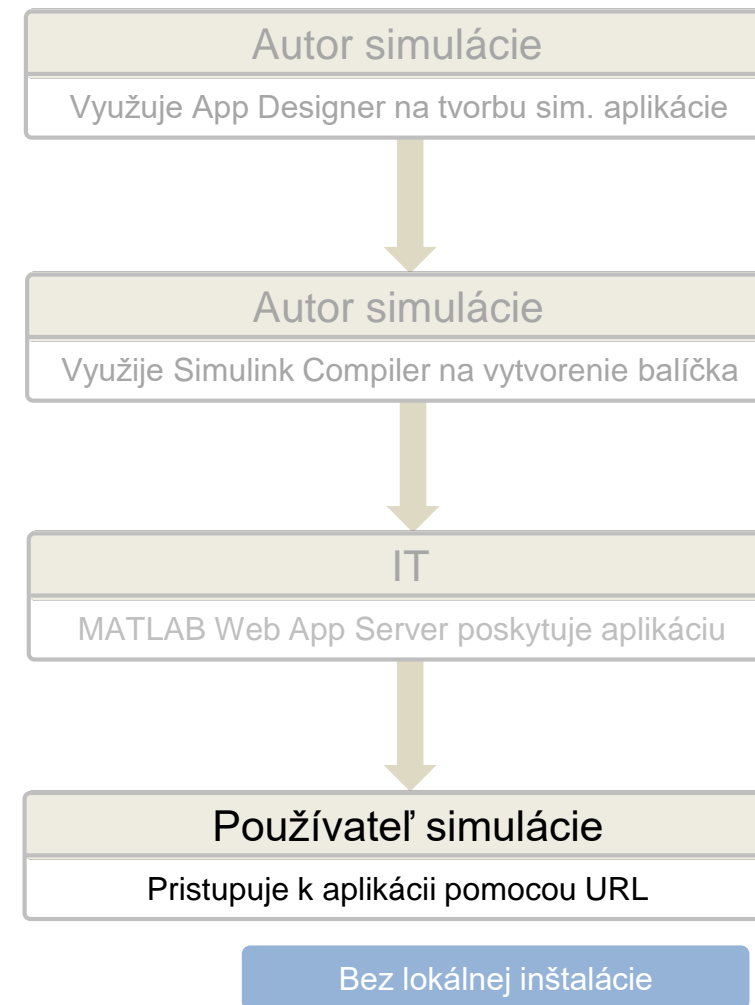 Autor simulácie
Využuje App Designer na tvorbu sim. aplikácie
Autor simulácie
Využije Simulink Compiler na vytvorenie balíčka
IT
MATLAB Web App Server poskytuje aplikáciu
Používateľ simulácie
Pristupuje k aplikácii pomocou URL
Bez lokálnej inštalácie